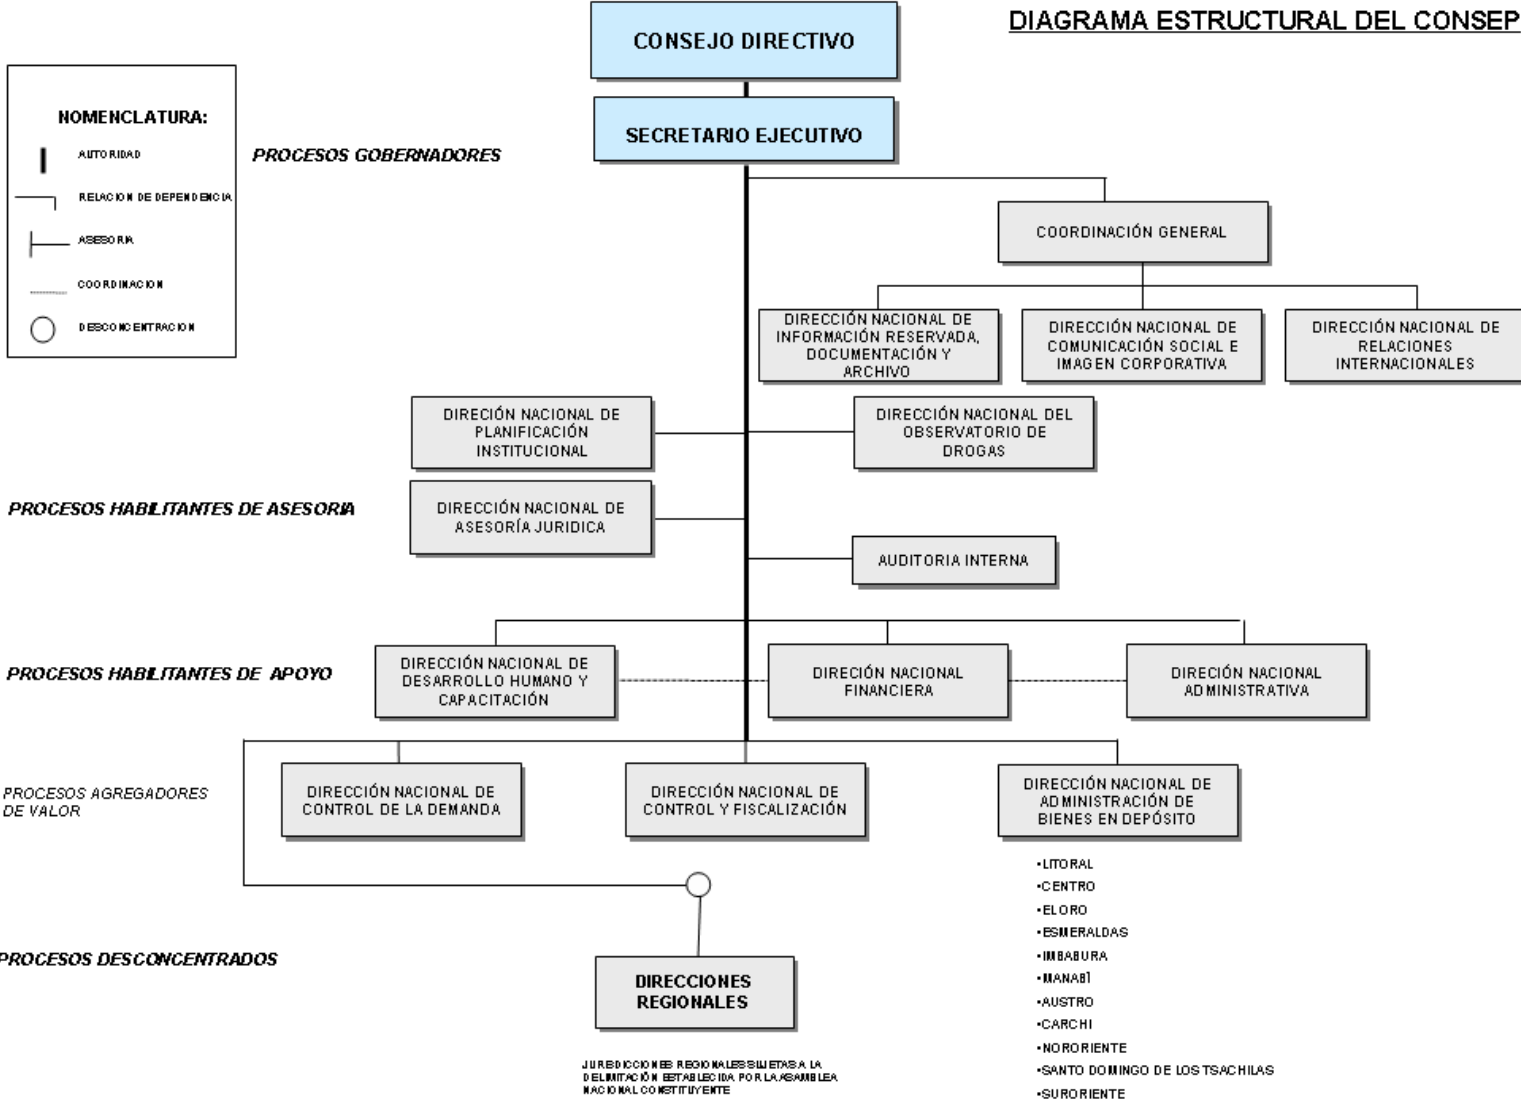 DIAGRAMA ESTRUCTURAL DEL CONSEP
CONSEJO DIRECTIVO
SECRETARIO EJECUTIVO
NOMENCLATURA:
AUTORIDAD
RELACION DE DEPENDENCIA
ASESORIA
COORDINACION
DESCONCENTRACION
PROCESOS GOBERNADORES
COORDINACIÓN GENERAL
DIRECCIÓN NACIONAL DE
INFORMACIÓN RESERVADA,
DOCUMENTACIÓN Y
ARCHIVO
DIRECCIÓN NACIONAL DE
COMUNICACIÓN SOCIAL E
IMAGEN CORPORATIVA
DIRECCIÓN NACIONAL DE
RELACIONES
INTERNACIONALES
DIRECIÓN NACIONAL DE
PLANIFICACIÓN
INSTITUCIONAL
DIRECCIÓN NACIONAL DEL
OBSERVATORIO DE
DROGAS
PROCESOS HABILITANTES DE ASESORIA
DIRECCIÓN NACIONAL DE
ASESORÍA JURIDICA
AUDITORIA INTERNA
PROCESOS HABILITANTES DE APOYO
DIRECCIÓN NACIONAL DE
DESARROLLO HUMANO Y
CAPACITACIÓN
DIRECIÓN NACIONAL
FINANCIERA
DIRECIÓN NACIONAL
ADMINISTRATIVA
PROCESOS AGREGADORES
DE VALOR
DIRECCIÓN NACIONAL DE
CONTROL DE LA DEMANDA
DIRECCIÓN NACIONAL DE
CONTROL Y FISCALIZACIÓN
DIRECCIÓN NACIONAL DE
ADMINISTRACIÓN DE
BIENES EN DEPÓSITO
•LITORAL
•CENTRO
•EL ORO
•ESMERALDAS
•IMBABURA
•MANABÌ
•AUSTRO
•CARCHI
•NORORIENTE
•SANTO DOMINGO DE LOS TSACHILAS
•SURORIENTE
PROCESOS DESCONCENTRADOS
DIRECCIONES
REGIONALES
JURISDICCIONES REGIONALES SUJETAS A LA
DELIMITACIÓN ESTABLECIDA POR LA ASAMBLEA
NACIONAL CONSTITUYENTE